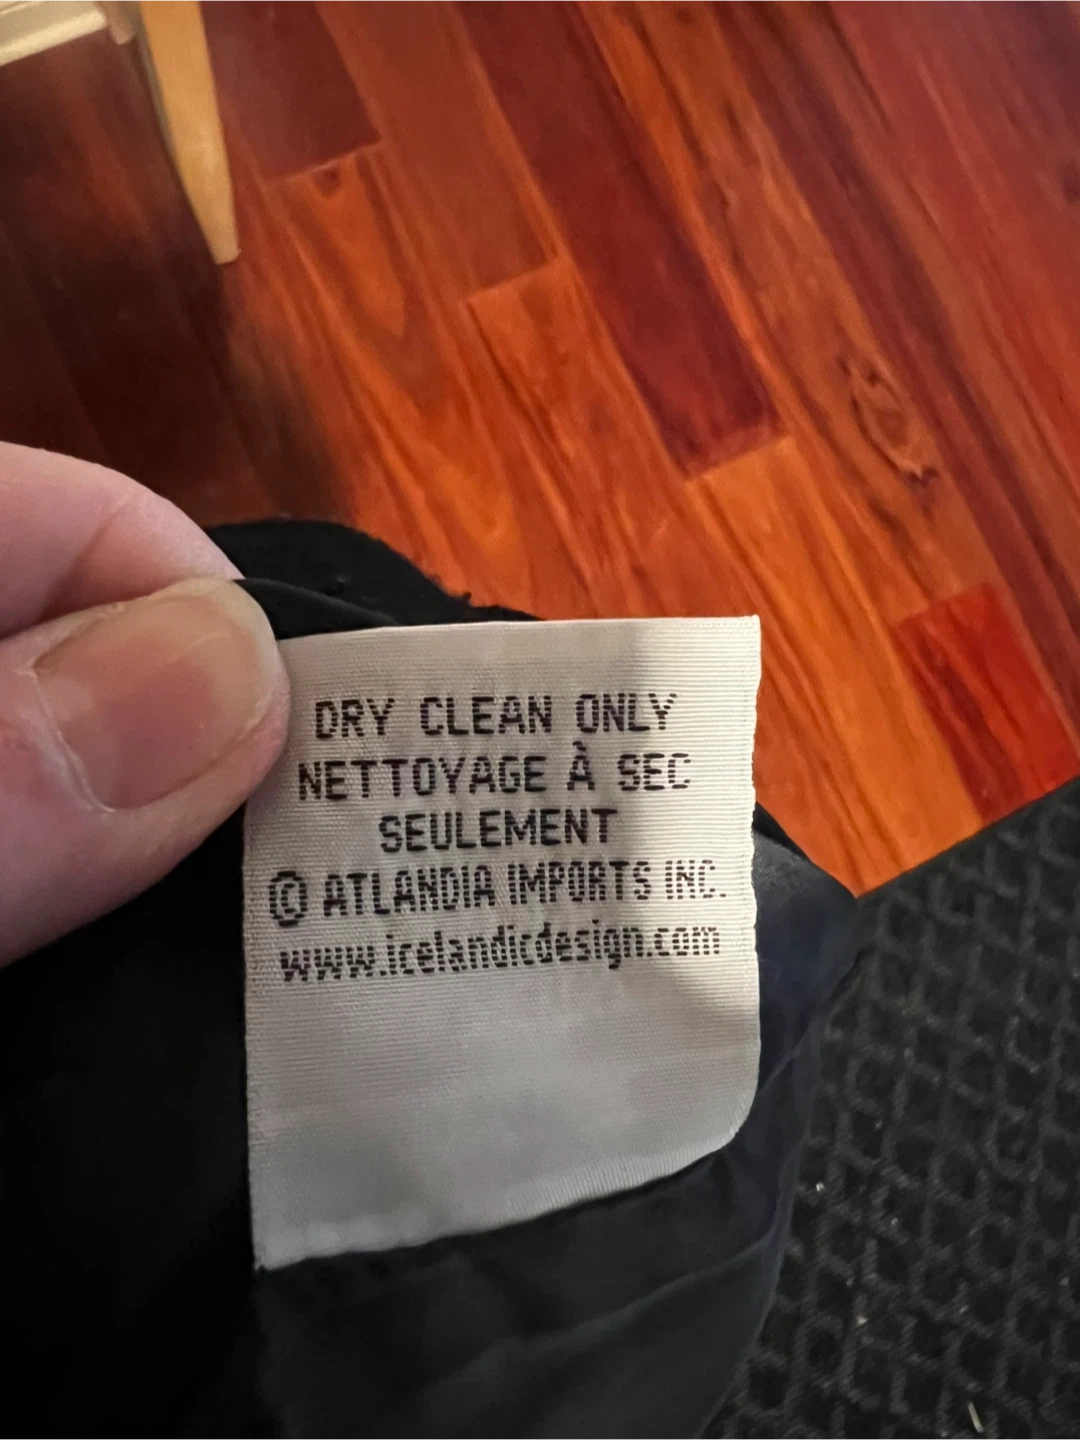 DRY CLEAN ONLY
NETTOYAGE À SEC
SEULEMENT
© ATLANDIA IMPORTS INC.
www.icelandicdesign.com